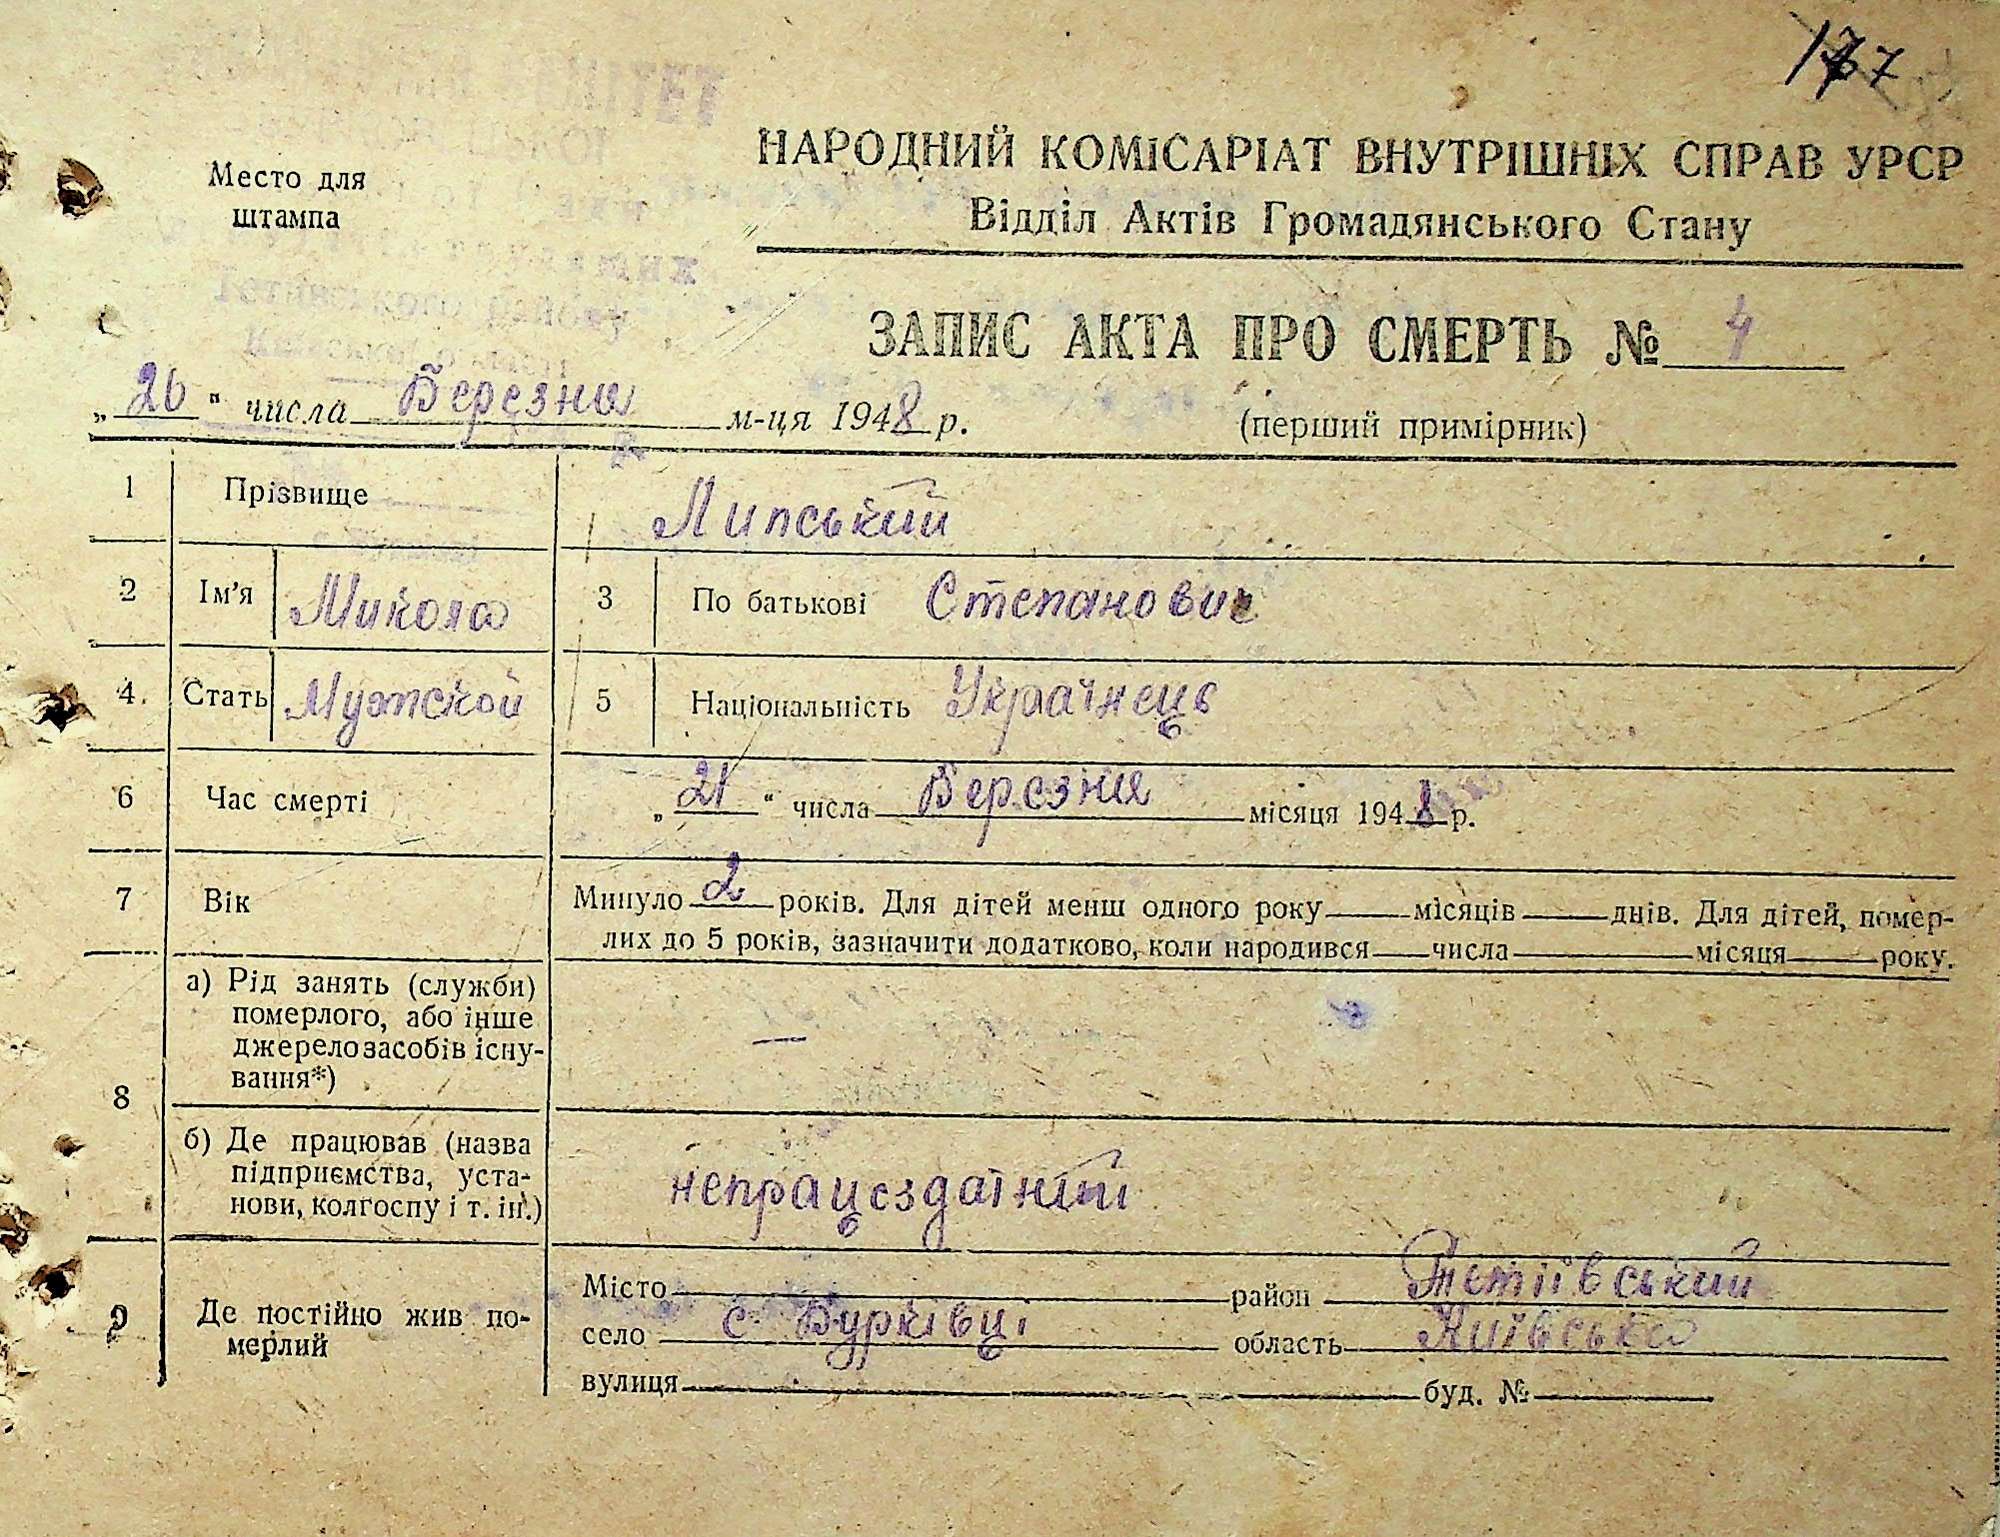 НАРОДНИЙ КОМІСАРІАТ ВНУТРІШНІХ СПРАВ УРСР
Место для
штампа
Відділ Актів Громадянського Стану
ЗАПИС АКТА ПРО СМЕРТЬ № 4
„26" числа Березня м-ця 1948 р.
(перший примірник)
1 Прізвище Липський
2 Ім'я Микола 3 По батькові Степанович
4 Стать Мужской 5 Національність Українець
6 Час смерті „21" числа Березня місяця 1948 р.
7 Вік Минуло 2 років. Для дітей менш одного року місяців днів. Для дітей, помер-
лих до 5 років, зазначити додатково, коли народився числа місяця року.
8 а) Рід занять (служби)
померлого, або інше
джерело засобів існу-
вання*) —
б) Де працював (назва
підприємства, уста-
нови, колгоспу і т. ін.) непрацездатний
9 Де постійно жив по-
мерлий
Місто район Тетіївський
село с. Бурківці область Київська
вулиця буд. №